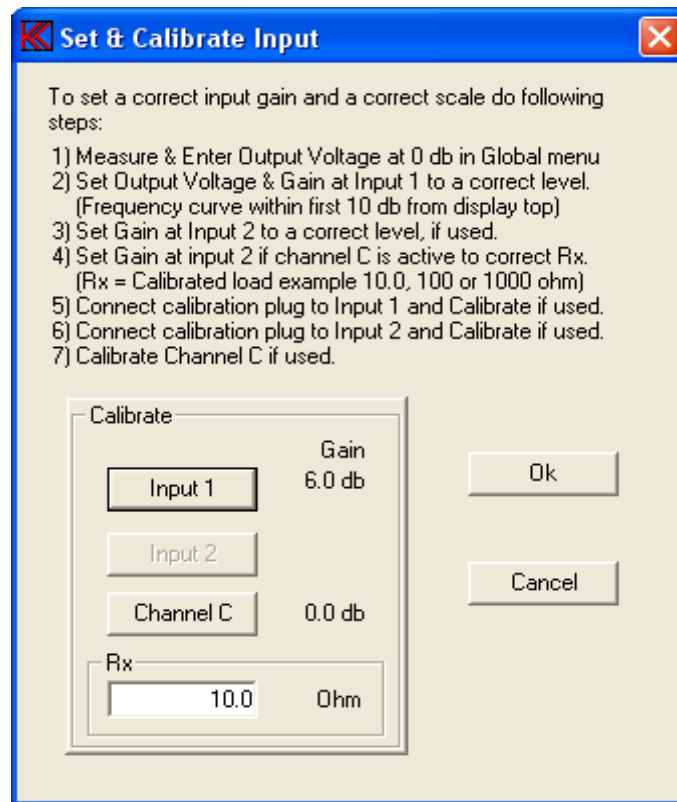 Set & Calibrate Input
To set a correct input gain and a correct scale do following
steps:
1) Measure & Enter Output Voltage at 0 db in Global menu
2) Set Output Voltage & Gain at Input 1 to a correct level.
(Frequency curve within first 10 db from display top)
3) Set Gain at Input 2 to a correct level, if used.
4) Set Gain at input 2 if channel C is active to correct Rx.
(Rx = Calibrated load example 10.0, 100 or 1000 ohm)
5) Connect calibration plug to Input 1 and Calibrate if used.
6) Connect calibration plug to Input 2 and Calibrate if used.
7) Calibrate Channel C if used.
Calibrate
Gain
Input 1 6.0 db
Ok
Input 2
Cancel
Channel C 0.0 db
Rx
10.0 Ohm